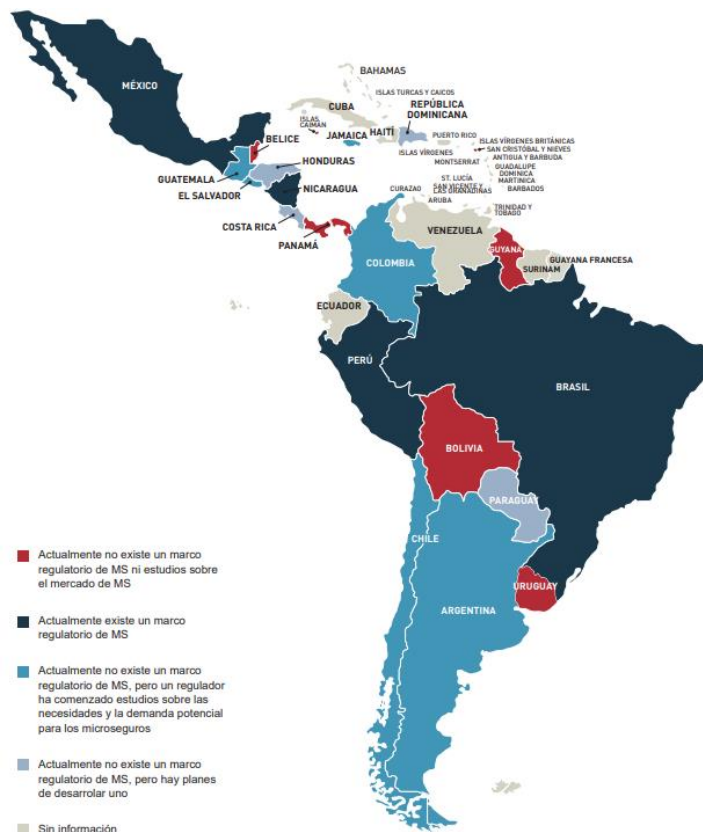 BAHAMAS
ISLAS TURCAS Y CAICOS
MÉXICO
CUBA
REPÚBLICA
DOMINICANA
ISLAS
CAIMÁN
HAITÍ
JAMAICA
PUERTO RICO
BELICE
ISLAS VÍRGENES
ISLAS VÍRGENES BRITÁNICAS
SAN CRISTÓBAL Y NIEVES
ANTIGUA Y BARBUDA
MONTSERRAT
GUADALUPE
DOMINICA
MARTINICA
BARBADOS
HONDURAS
GUATEMALA
EL SALVADOR
NICARAGUA
CURAZAO
ARUBA
ST. LUCÍA
SAN VICENTE Y
LAS GRANADINAS
TRINIDAD Y
TOBAGO
COSTA RICA
PANAMÁ
VENEZUELA
GUYANA
GUAYANA FRANCESA
SURINAM
COLOMBIA
ECUADOR
PERÚ
BRASIL
BOLIVIA
PARAGUAY
CHILE
URUGUAY
ARGENTINA
Actualmente no existe un marco
regulatorio de MS ni estudios sobre
el mercado de MS
Actualmente existe un marco
regulatorio de MS
Actualmente no existe un marco
regulatorio de MS, pero un regulador
ha comenzado estudios sobre las
necesidades y la demanda potencial
para los microseguros
Actualmente no existe un marco
regulatorio de MS, pero hay planes
de desarrolar uno
Sin información